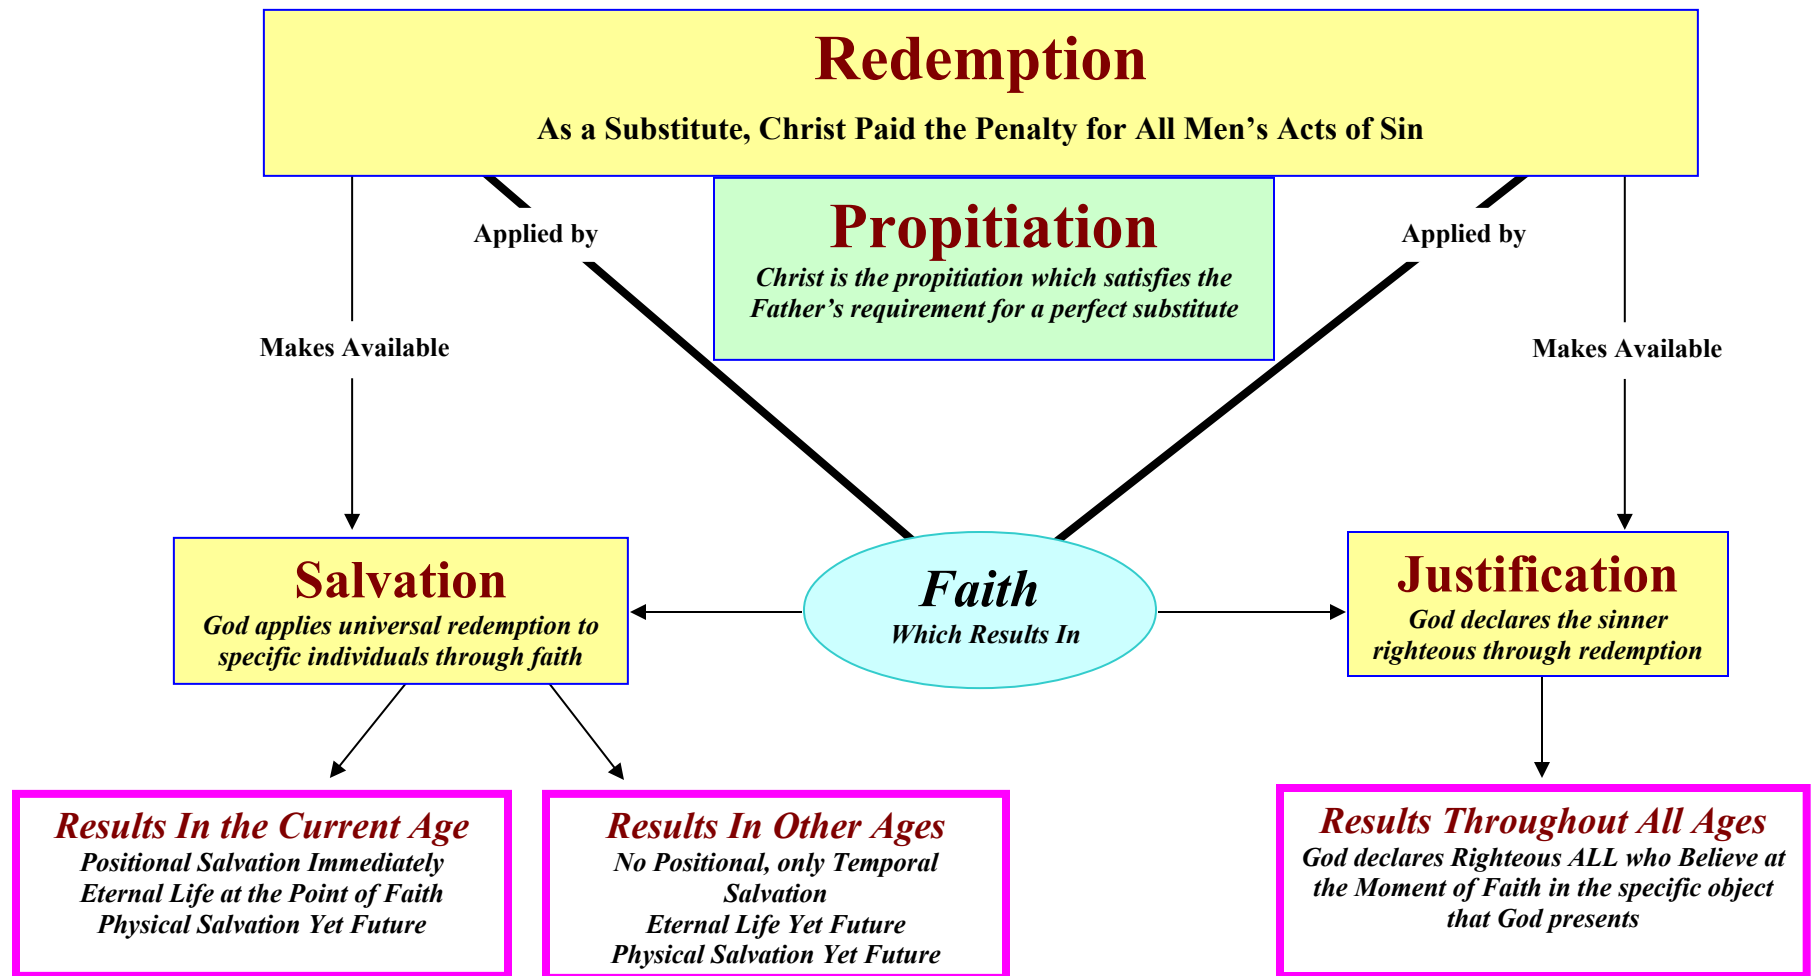 Redemption
As a Substitute, Christ Paid the Penalty for All Men’s Acts of Sin
Applied by
Propitiation
Christ is the propitiation which satisfies the
Father’s requirement for a perfect substitute
Applied by
Makes Available
Makes Available
Salvation
God applies universal redemption to
specific individuals through faith
Faith
Which Results In
Justification
God declares the sinner
righteous through redemption
Results In the Current Age
Positional Salvation Immediately
Eternal Life at the Point of Faith
Physical Salvation Yet Future
Results In Other Ages
No Positional, only Temporal
Salvation
Eternal Life Yet Future
Physical Salvation Yet Future
Results Throughout All Ages
God declares Righteous ALL who Believe at
the Moment of Faith in the specific object
that God presents